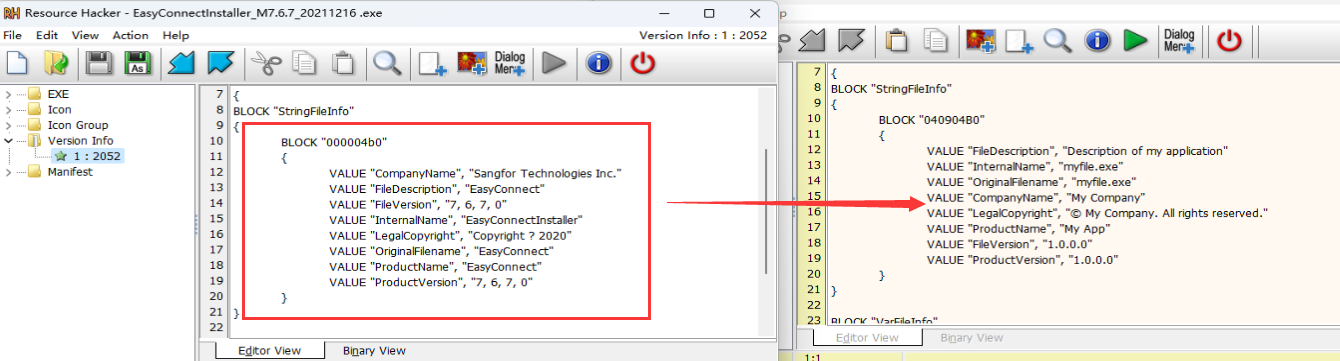 Resource Hacker - EasyConnectInstaller_M7.6.7_20211216 .exe
File Edit View Action Help
Version Info : 1 : 2052
As
Dialog
Men
EXE
Icon
Icon Group
Version Info
1 : 2052
Manifest
7 {
8 BLOCK "StringFileInfo"
9 {
10 BLOCK "000004b0"
11 {
12 VALUE "CompanyName", "Sangfor Technologies Inc."
13 VALUE "FileDescription", "EasyConnect"
14 VALUE "FileVersion", "7, 6, 7, 0"
15 VALUE "InternalName", "EasyConnectInstaller"
16 VALUE "LegalCopyright", "Copyright ? 2020"
17 VALUE "OriginalFilename", "EasyConnect"
18 VALUE "ProductName", "EasyConnect"
19 VALUE "ProductVersion", "7, 6, 7, 0"
20 }
21 }
22
Editor View
Binary View
Dialog
Men
7 {
8 BLOCK "StringFileInfo"
9 {
10 BLOCK "040904B0"
11 {
12 VALUE "FileDescription", "Description of my application"
13 VALUE "InternalName", "myfile.exe"
14 VALUE "OriginalFilename", "myfile.exe"
15 VALUE "CompanyName", "My Company"
16 VALUE "LegalCopyright", "© My Company. All rights reserved."
17 VALUE "ProductName", "My App"
18 VALUE "FileVersion", "1.0.0.0"
19 VALUE "ProductVersion", "1.0.0.0"
20 }
21 }
22
23 BLOCK "VarFileInfo"
Editor View
Binary View
1:1